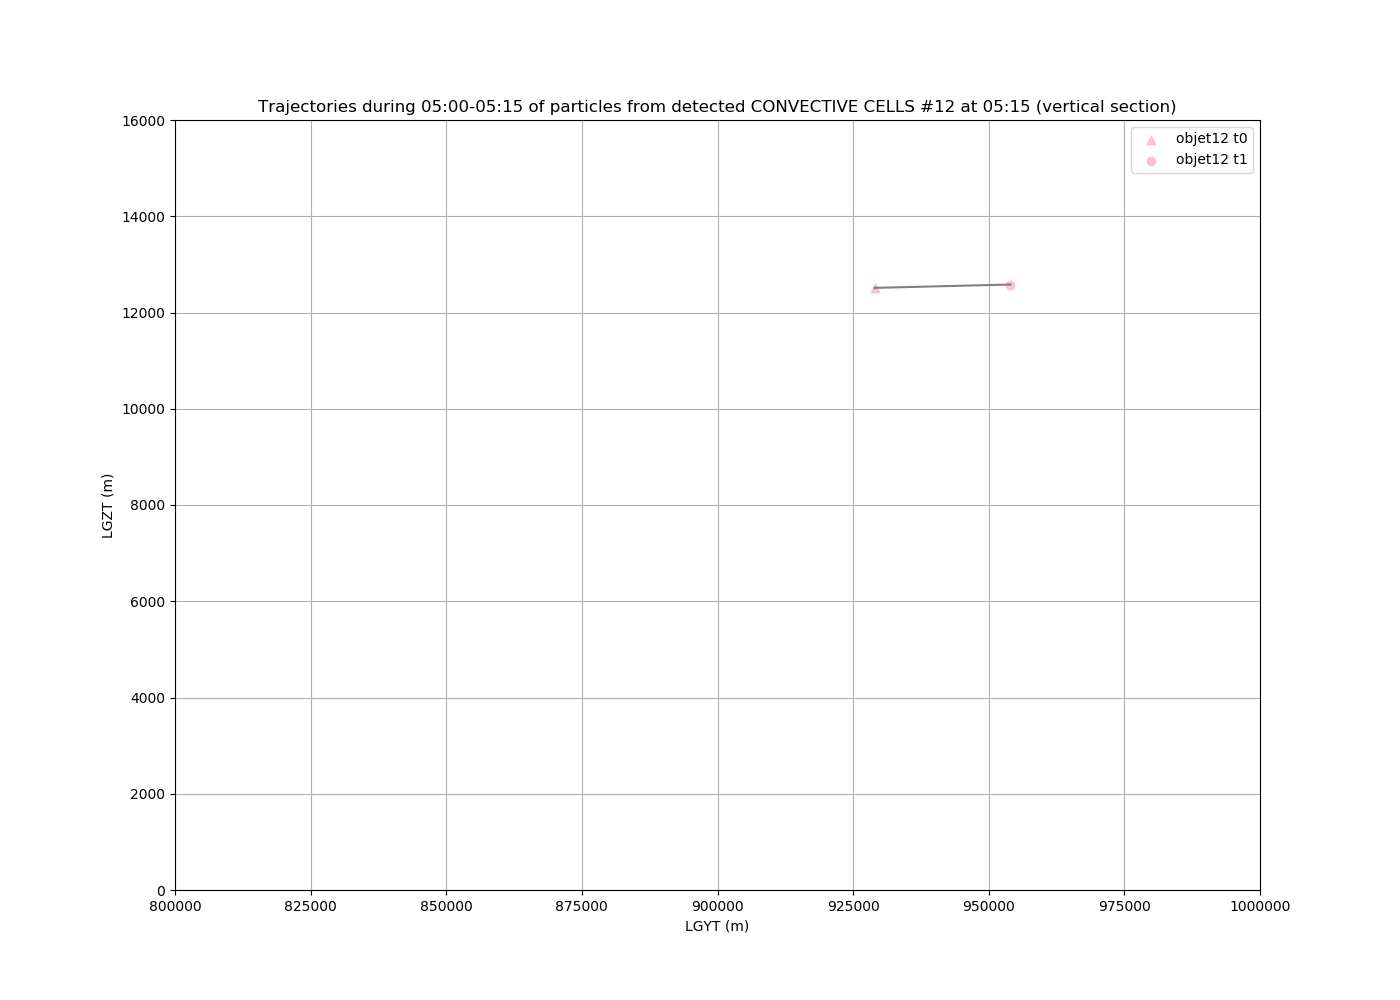 Trajectories during 05:00-05:15 of particles from detected CONVECTIVE CELLS #12 at 05:15 (vertical section)
16000
14000
12000
10000
8000
6000
4000
2000
0
LGZT (m)
objet12 t0
objet12 t1
800000 825000 850000 875000 900000 925000 950000 975000 1000000
LGYT (m)